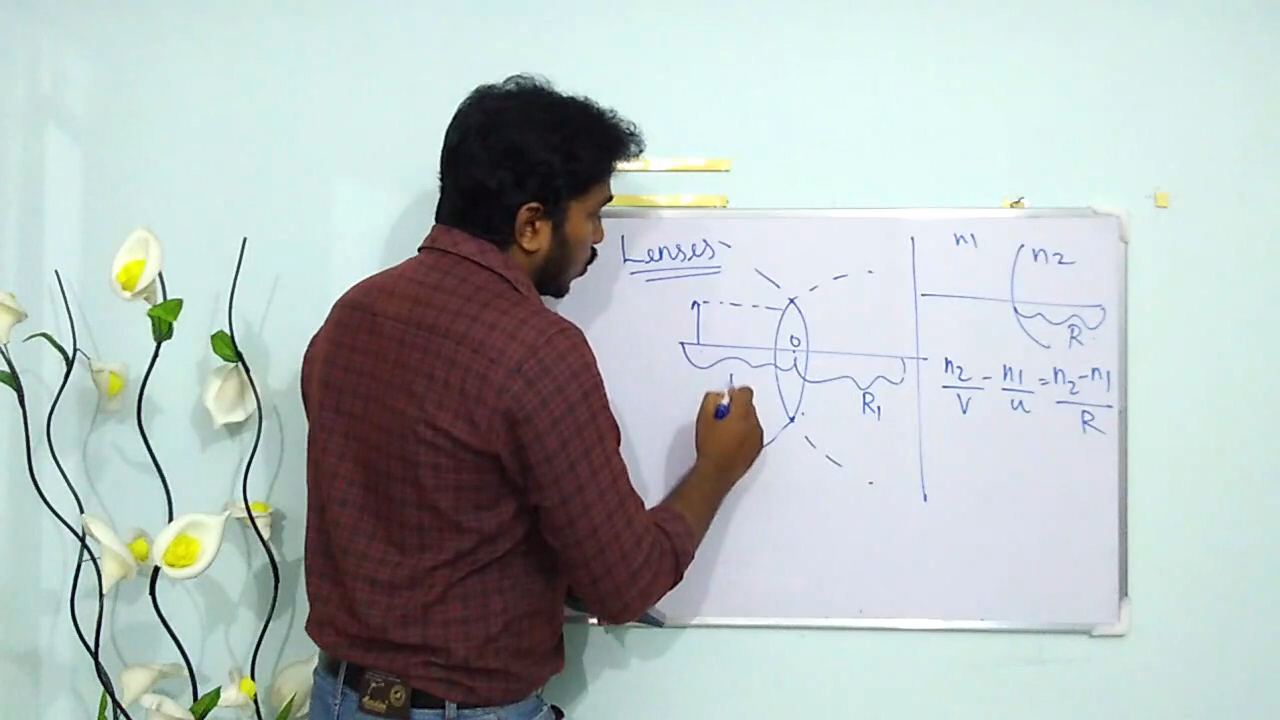 Lenses-
O
R1
n1
n2
R
n2/v - n1/u = n2-n1/R